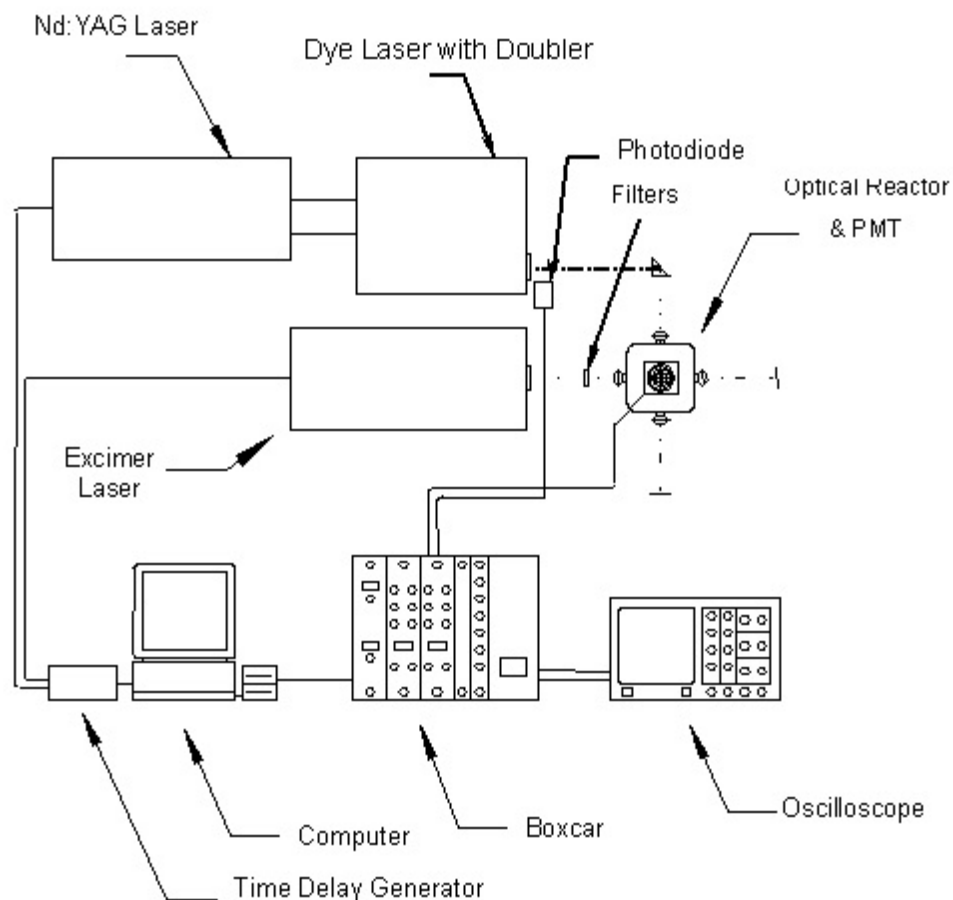 Nd:YAG Laser
Dye Laser with Doubler
Photodiode
Filters
Optical Reactor
& PMT
Excimer
Laser
Computer
Boxcar
Oscilloscope
Time Delay Generator